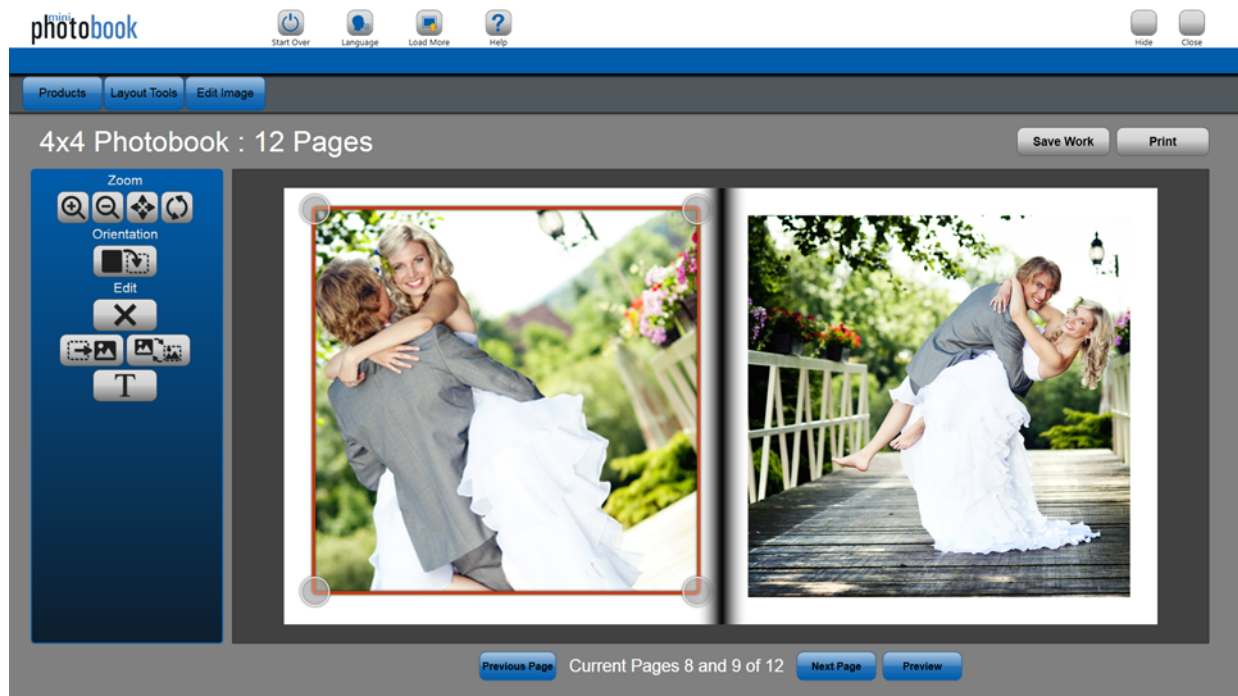 mini
photobook
Start Over
Language
Load More
Help
Hide
Close
Products
Layout Tools
Edit Image
4x4 Photobook : 12 Pages
Save Work
Print
Zoom
Orientation
Edit
T
Previous Page
Current Pages 8 and 9 of 12
Next Page
Preview